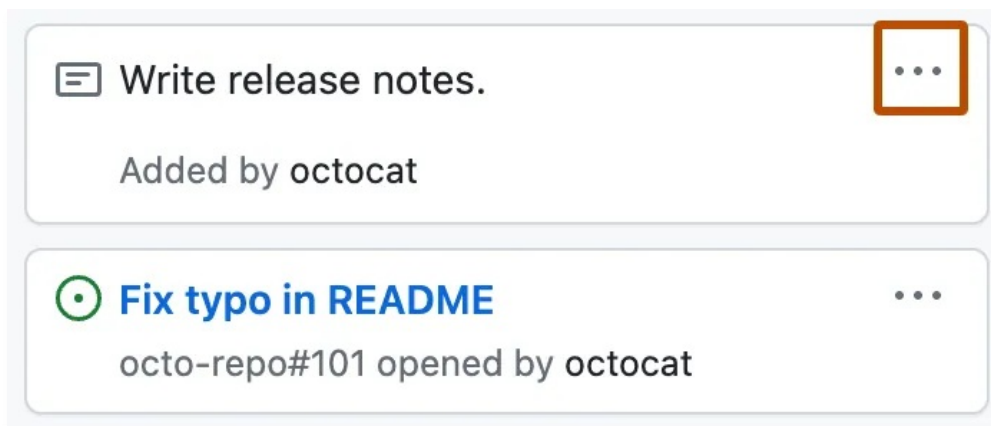 Write release notes.
Added by octocat
Fix typo in README
octo-repo#101 opened by octocat